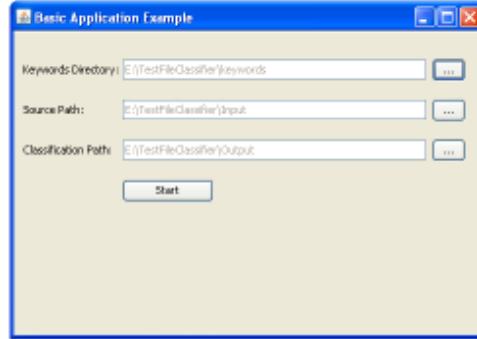 Basic Application Example
Keywords Directory: E:\TestFileClassifier\keywords ...
Source Path: E:\TestFileClassifier\Input ...
Classification Path: E:\TestFileClassifier\Output ...
Start